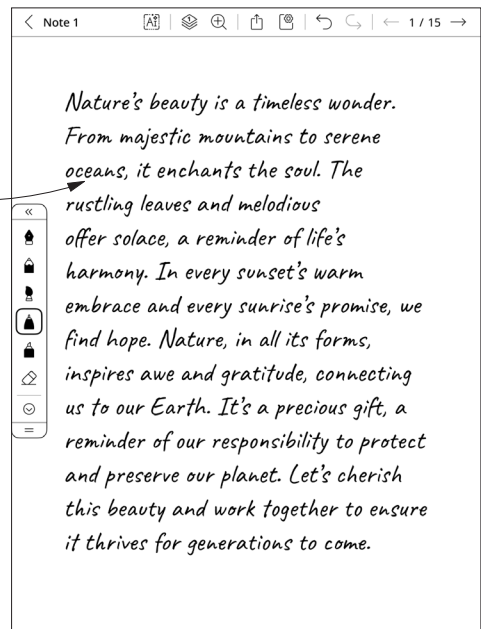 Note 1 1 / 15
Nature's beauty is a timeless wonder.
From majestic mountains to serene
oceans, it enchants the soul. The
rustling leaves and melodious
offer solace, a reminder of life's
harmony. In every sunset's warm
embrace and every sunrise's promise, we
find hope. Nature, in all its forms,
inspires awe and gratitude, connecting
us to our Earth. It's a precious gift, a
reminder of our responsibility to protect
and preserve our planet. Let's cherish
this beauty and work together to ensure
it thrives for generations to come.